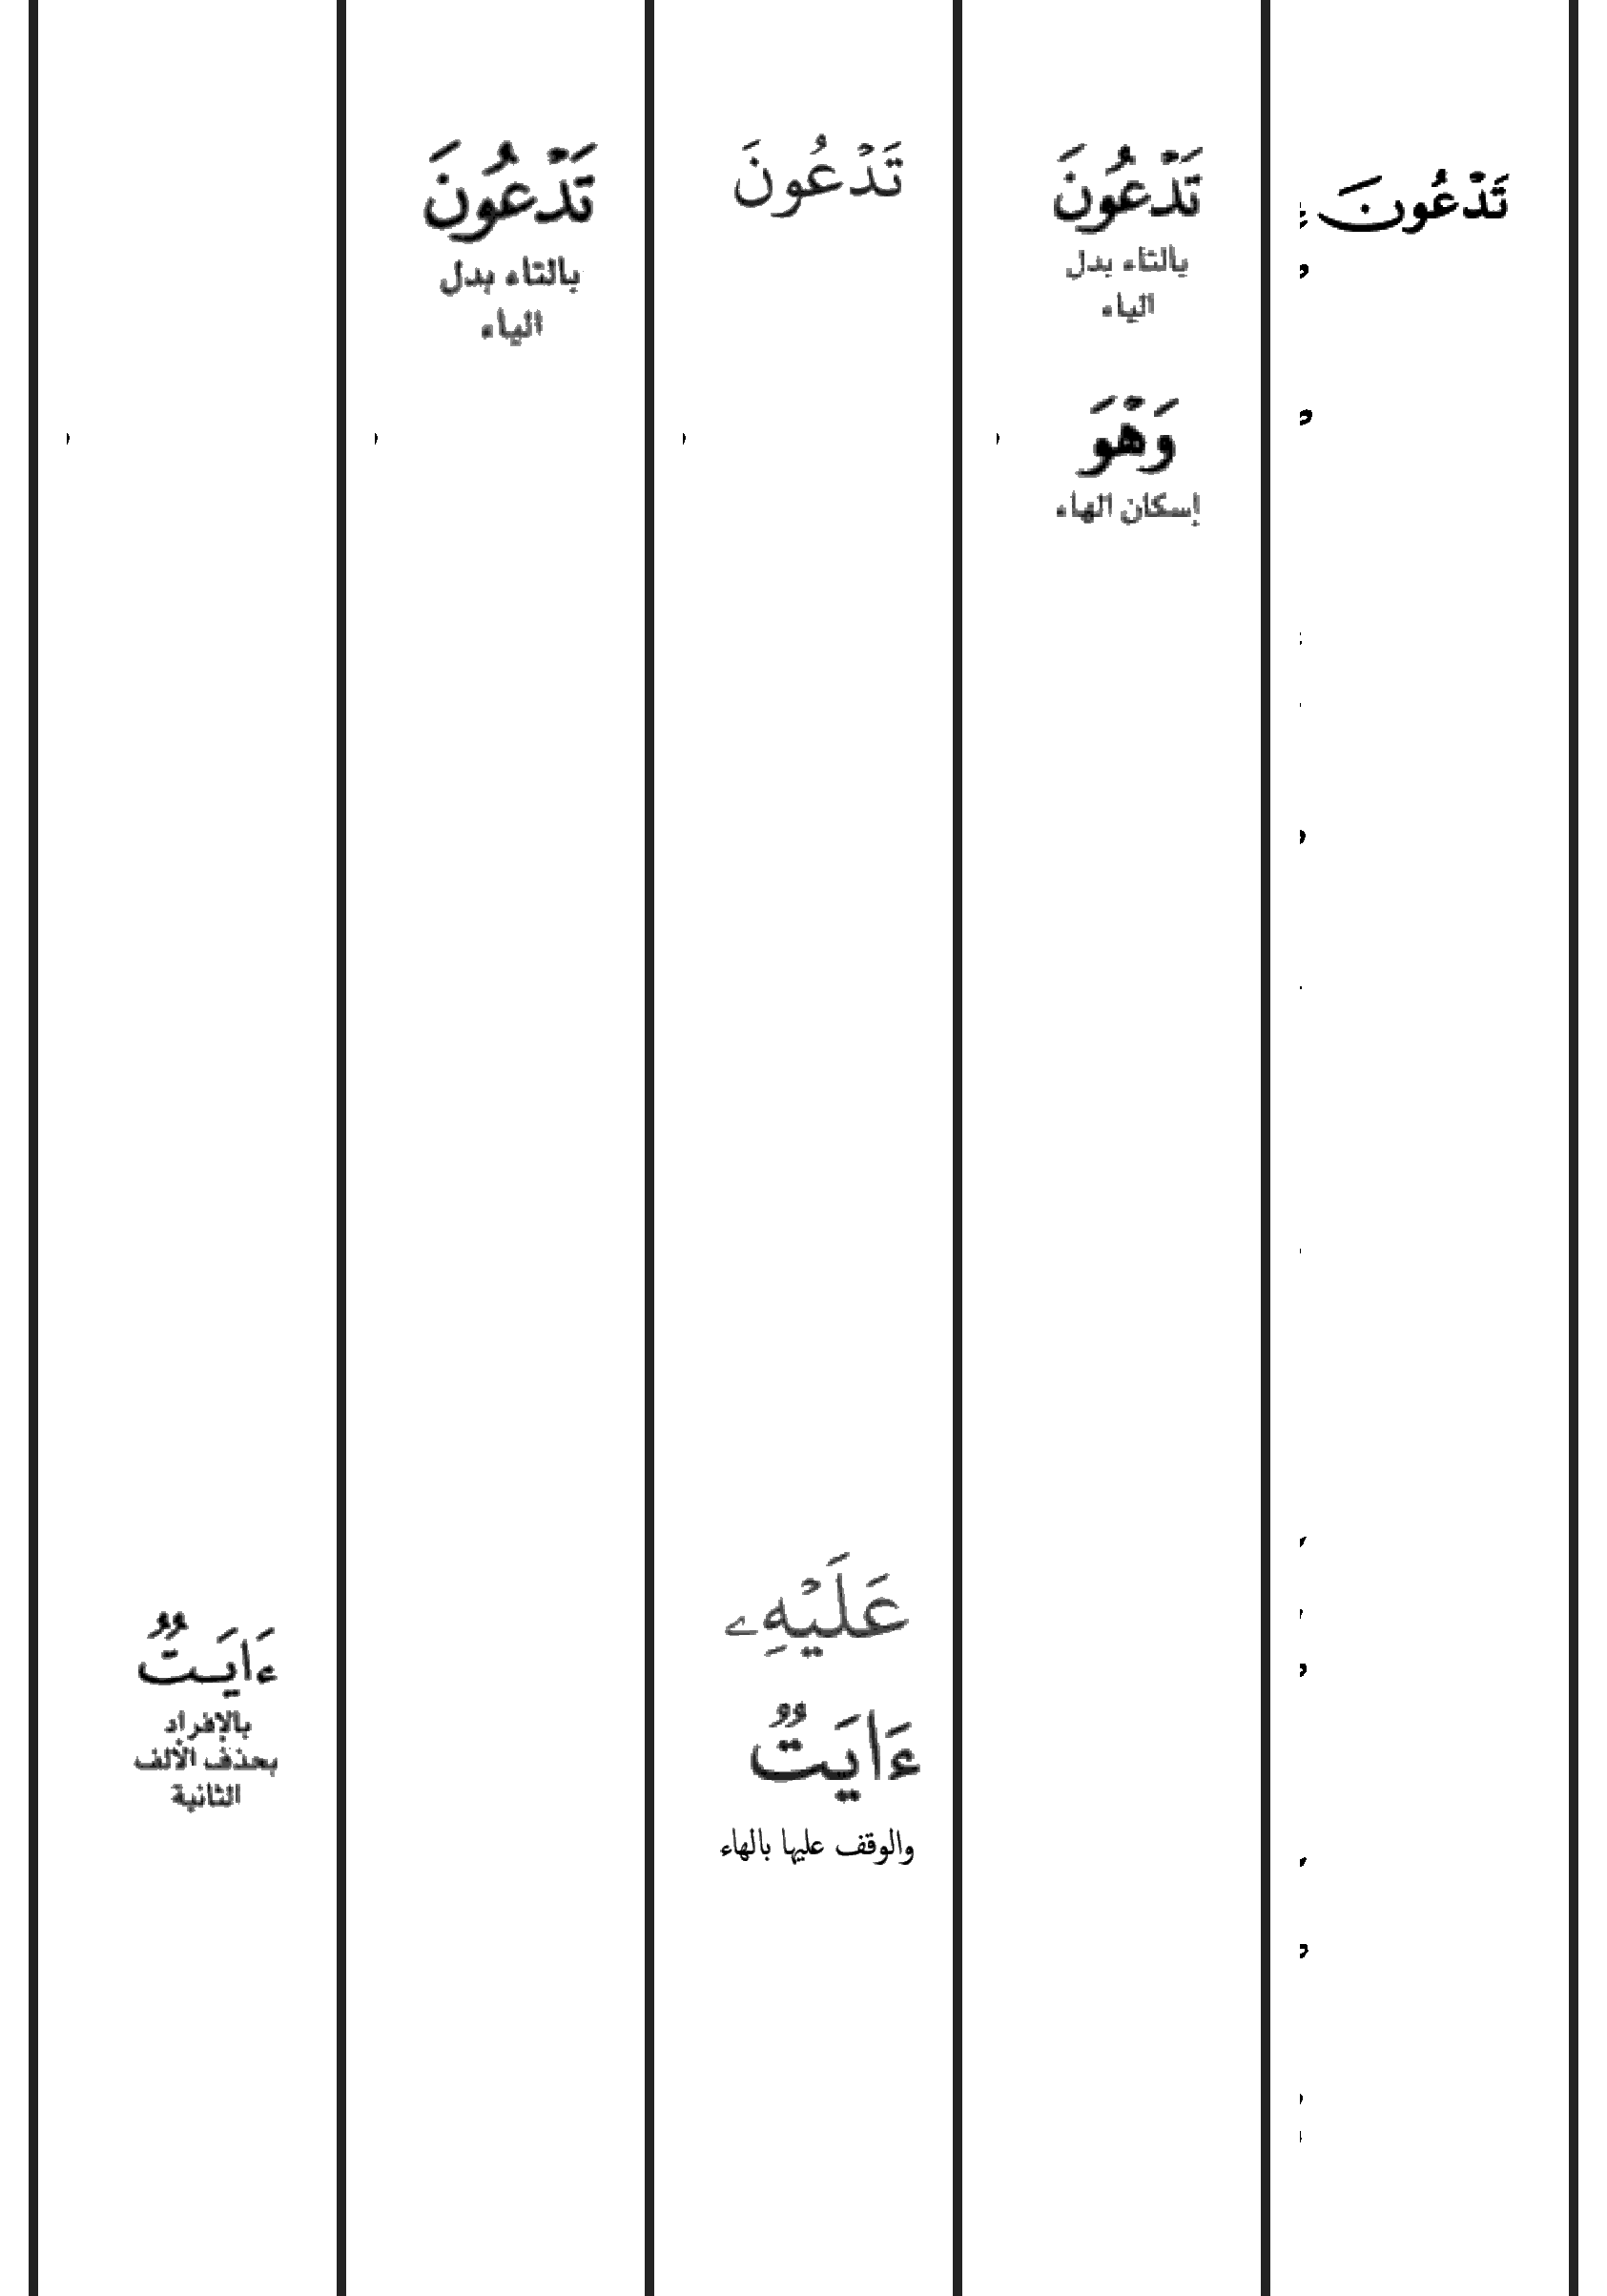 تَدْعُونَ
تَدْعُونَ
بالتاء بدل
الياء
وَهْوَ
إسكان الهاء
تَدْعُونَ
عَلَيْهِۦ
ءَايَتٌ
والوقف عليها بالهاء
تَدْعُونَ
بالتاء بدل
الياء
ءَايَتٌ
بالإفراد
بحذف الألف
الثانية